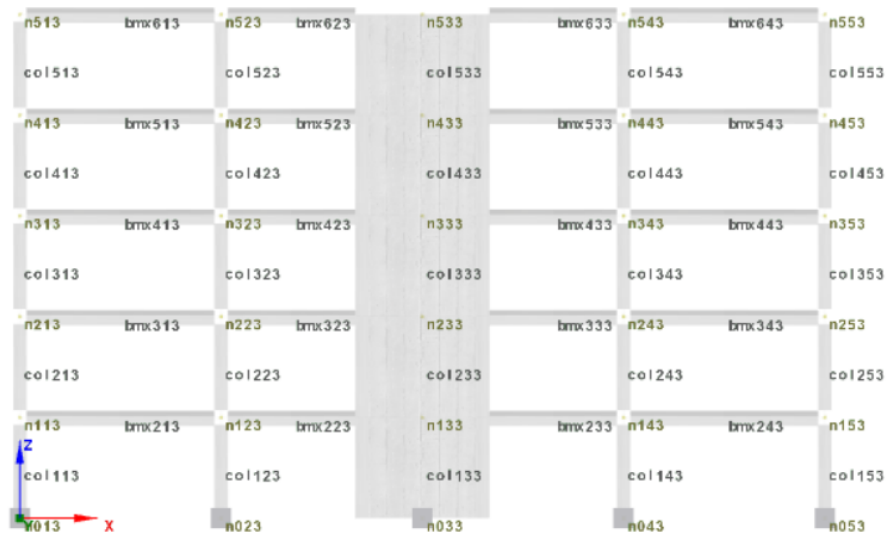 n513 bmx613 n523 bmx623 n533 bmx633 n543 bmx643 n553
col513 col523 col533 col543 col553
n413 bmx513 n423 bmx523 n433 bmx533 n443 bmx543 n453
col413 col423 col433 col443 col453
n313 bmx413 n323 bmx423 n333 bmx433 n343 bmx443 n353
col313 col323 col333 col343 col353
n213 bmx313 n223 bmx323 n233 bmx333 n243 bmx343 n253
col213 col223 col233 col243 col253
n113 bmx213 n123 bmx223 n133 bmx233 n143 bmx243 n153
Z
col113 col123 col133 col143 col153
Y n013 X n023 n033 n043 n053